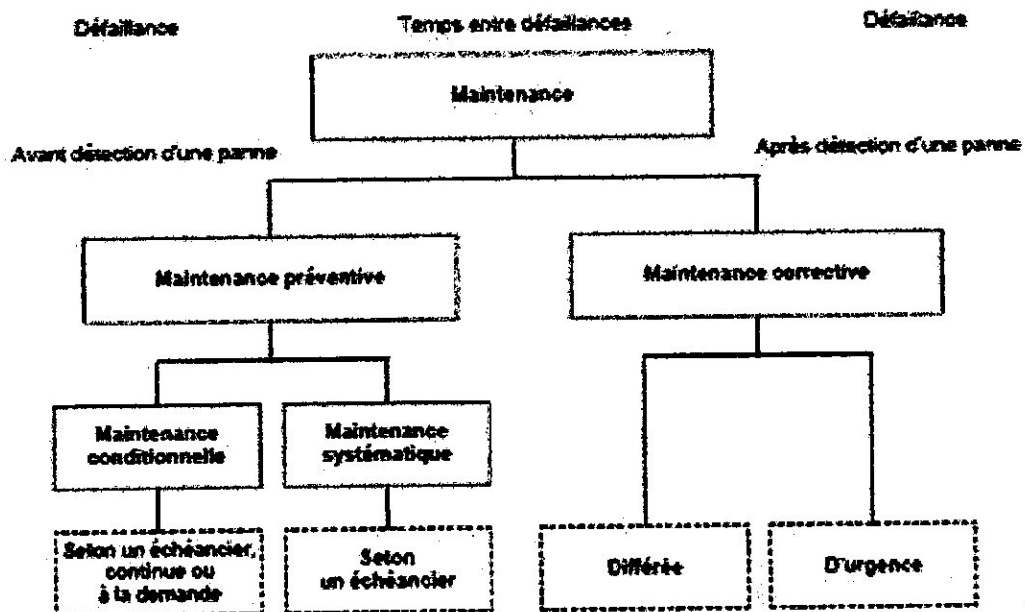 Défaillance
Temps entre défaillances
Défaillance
Maintenance
Avant détection d'une panne
Après détection d'une panne
Maintenance préventive
Maintenance corrective
Maintenance
conditionnelle
Maintenance
systématique
Selon un échéancier,
continue ou
à la demande
Selon
un échéancier
Différée
D'urgence